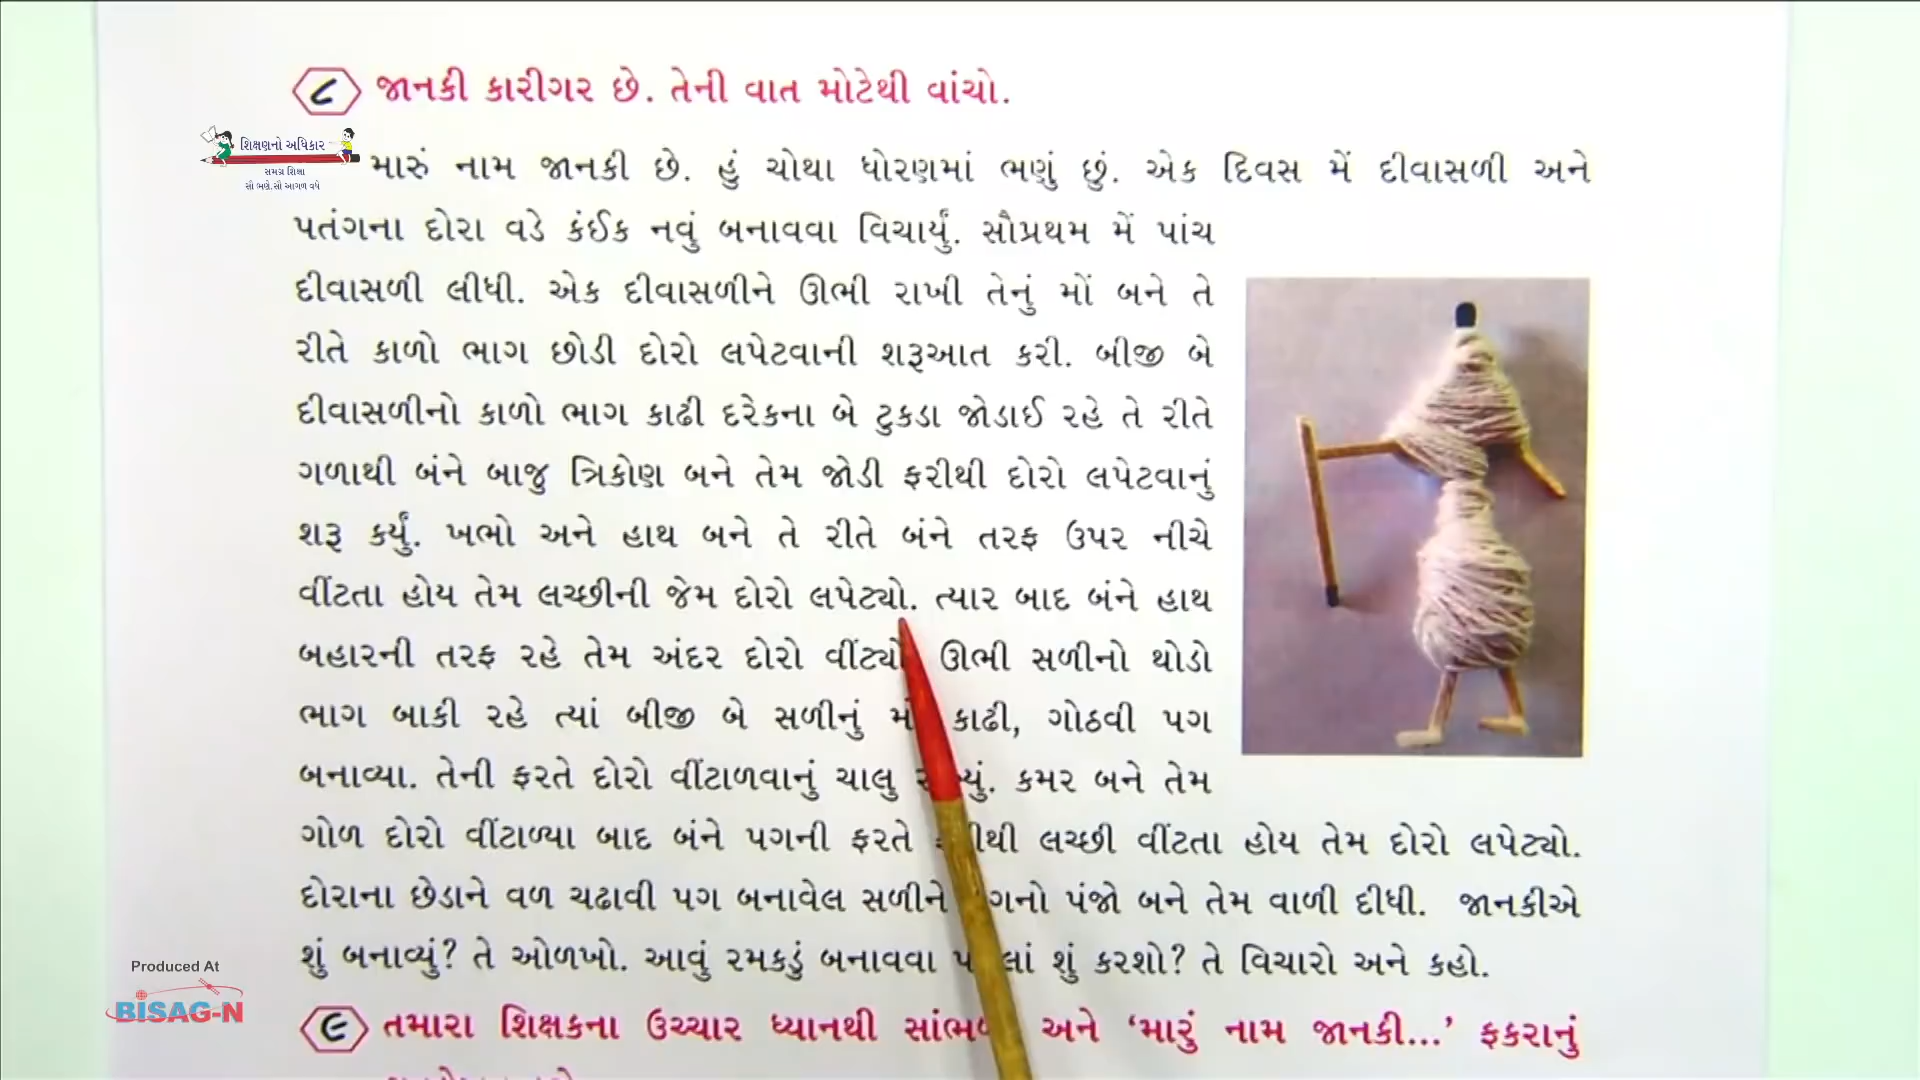 ૮ જાનકી કારીગર છે. તેની વાત મોટેથી વાંચો.
શિક્ષણનો અધિકાર
સમગ્ર શિક્ષા
સૌ ભણે.સૌ આગળ વધે
મારું નામ જાનકી છે. હું ચોથા ધોરણમાં ભણું છું. એક દિવસ મેં દીવાસળી અને
પતંગના દોરા વડે કંઈક નવું બનાવવા વિચાર્યું. સૌપ્રથમ મેં પાંચ
દીવાસળી લીધી. એક દીવાસળીને ઊભી રાખી તેનું મોં બને તે
રીતે કાળો ભાગ છોડી દોરો લપેટવાની શરૂઆત કરી. બીજી બે
દીવાસળીનો કાળો ભાગ કાઢી દરેકના બે ટુકડા જોડાઈ રહે તે રીતે
ગળાથી બંને બાજુ ત્રિકોણ બને તેમ જોડી ફરીથી દોરો લપેટવાનું
શરૂ કર્યું. ખભો અને હાથ બને તે રીતે બંને તરફ ઉપર નીચે
વીંટતા હોય તેમ લચ્છીની જેમ દોરો લપેટ્યો. ત્યાર બાદ બંને હાથ
બહારની તરફ રહે તેમ અંદર દોરો વીંટ્યો ઊભી સળીનો થોડો
ભાગ બાકી રહે ત્યાં બીજી બે સળીનું કાઢી, ગોઠવી પગ
બનાવ્યા. તેની ફરતે દોરો વીંટાળવાનું ચાલુ કમર બને તેમ
ગોળ દોરો વીંટાળ્યા બાદ બંને પગની ફરતે લચ્છી વીંટતા હોય તેમ દોરો લપેટ્યો.
દોરાના છેડાને વળ ચઢાવી પગ બનાવેલ સળીને પંજો બને તેમ વાળી દીધી. જાનકીએ
શું બનાવ્યું? તે ઓળખો. આવું રમકડું બનાવવા શું કરશો? તે વિચારો અને કહો.
Produced At
BISAG-N
૯ તમારા શિક્ષકના ઉચ્ચાર ધ્યાનથી અને ‘મારું નામ જાનકી...’ ફકરાનું